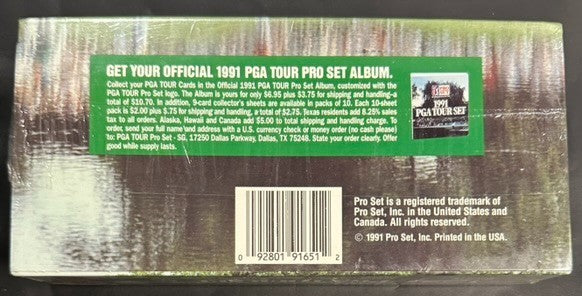 GET YOUR OFFICIAL 1991 PGA TOUR PRO SET ALBUM.
Collect your PGA TOUR Cards in the Official 1991 PGA TOUR Pro Set Album, customized with the
PGA TOUR Pro Set logo. The Album is yours for only $6.95 plus $3.75 for shipping and handling-a
total of $10.70. In addition, 9-card collector's sheets are available in packs of 10. Each 10-sheet
pack is $2.00 plus $.75 for shipping and handling, a total of $2.75. Texas residents add 8.25% sales
tax to all orders. Alaska, Hawaii and Canada add $5.00 to total shipping and handling charge. To
order, send your full name and address with a U.S. currency check or money order (no cash please)
to: PGA TOUR Pro Set - SG, 17250 Dallas Parkway, Dallas, TX 75248. State your order clearly. Offer
good while supply lasts.
1991
PGA TOUR SET
Pro Set is a registered trademark of
Pro Set, Inc. in the United States and
Canada. All rights reserved.
© 1991 Pro Set, Inc. Printed in the USA.
0 92801 91651 2